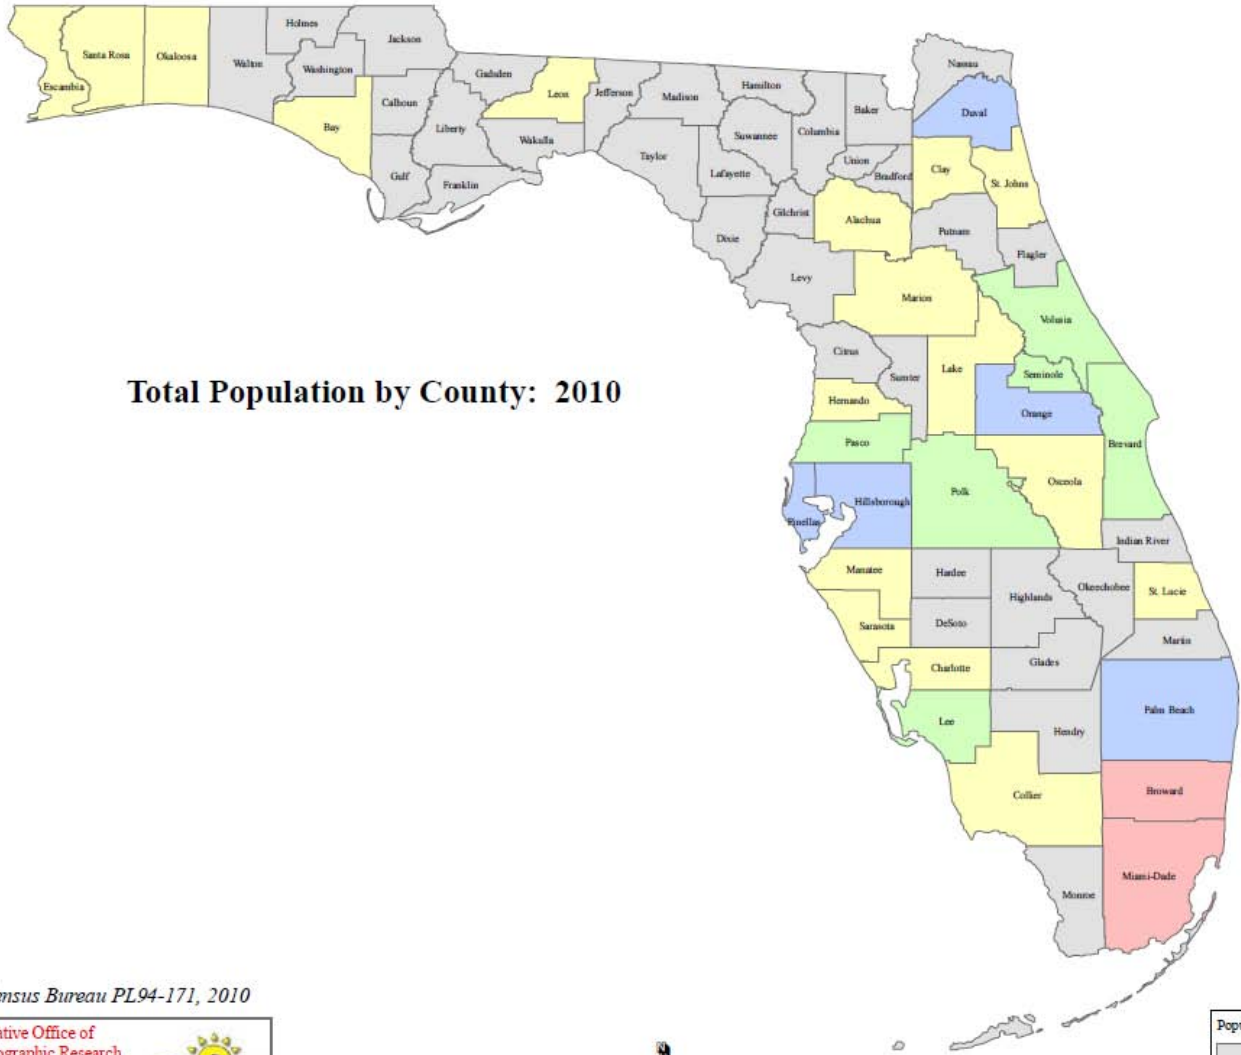 Holmes
Jackson
Santa Rosa
Okaloosa
Walton
Washington
Escambia
Nassau
Gadsden
Leon
Jefferson
Madison
Hamilton
Duval
Calhoun
Baker
Bay
Liberty
Wakulla
Suwannee
Columbia
Taylor
Union
Lafayette
Bradford
Clay
Gulf
Franklin
St. Johns
Gilchrist
Alachua
Dixie
Putnam
Flagler
Levy
Marion
Volusia
Citrus
Sumter
Lake
Seminole
Total Population by County: 2010
Hernando
Orange
Pasco
Brevard
Osceola
Polk
Hillsborough
Pinellas
Indian River
Manatee
Hardee
Okeechobee
St. Lucie
Highlands
DeSoto
Sarasota
Martin
Glades
Charlotte
Palm Beach
Lee
Hendry
Broward
Collier
Miami-Dade
Monroe
nsus Bureau PL94-171, 2010
ative Office of
ographic Research
N
Popu